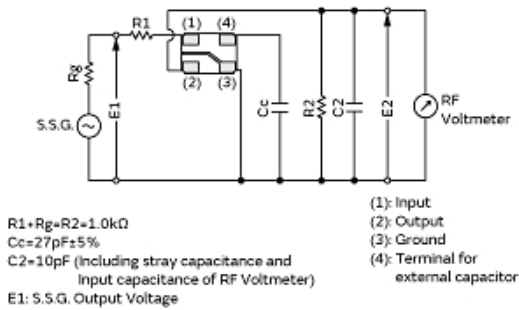 R1
(1)
(4)
Rg
(2)
(3)
S.S.G.
E1
Cc
R2
C2
E2
RF
Voltmeter
R1+Rg=R2=1.0kΩ
Cc=27pF±5%
C2=10pF (Including stray capacitance and
Input capacitance of RF Voltmeter)
E1: S.S.G. Output Voltage
(1): Input
(2): Output
(3): Ground
(4): Terminal for
external capacitor